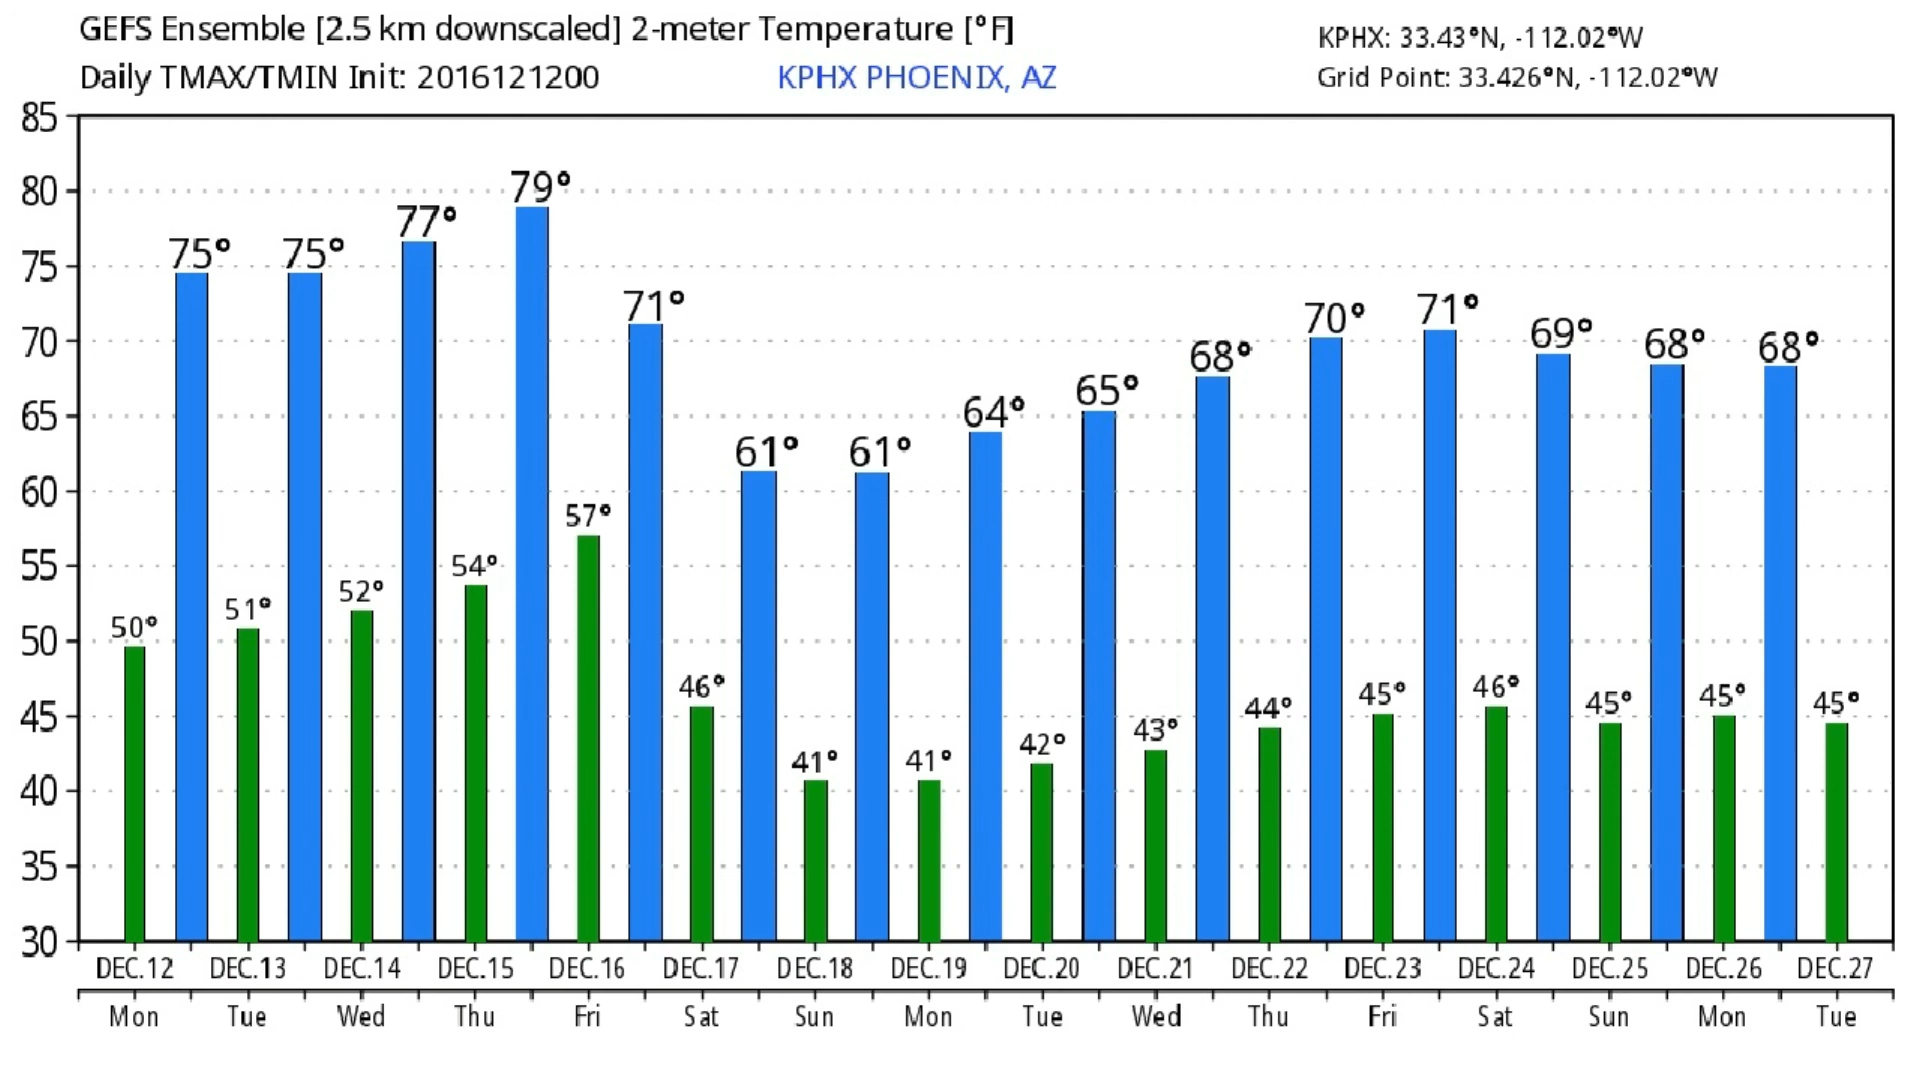 GEFS Ensemble [2.5 km downscaled] 2-meter Temperature [°F]
KPHX: 33.43°N, -112.02°W
Daily TMAX/TMIN Init: 2016121200
KPHX PHOENIX, AZ
Grid Point: 33.426°N, -112.02°W
85
80
75
70
65
60
55
50
45
40
35
30
75° 75° 77° 79° 71° 61° 61° 64° 65° 68° 70° 71° 69° 68° 68°
50° 51° 52° 54° 57° 46° 41° 41° 42° 43° 44° 45° 46° 45° 45° 45°
DEC.12 DEC.13 DEC.14 DEC.15 DEC.16 DEC.17 DEC.18 DEC.19 DEC.20 DEC.21 DEC.22 DEC.23 DEC.24 DEC.25 DEC.26 DEC.27
Mon Tue Wed Thu Fri Sat Sun Mon Tue Wed Thu Fri Sat Sun Mon Tue